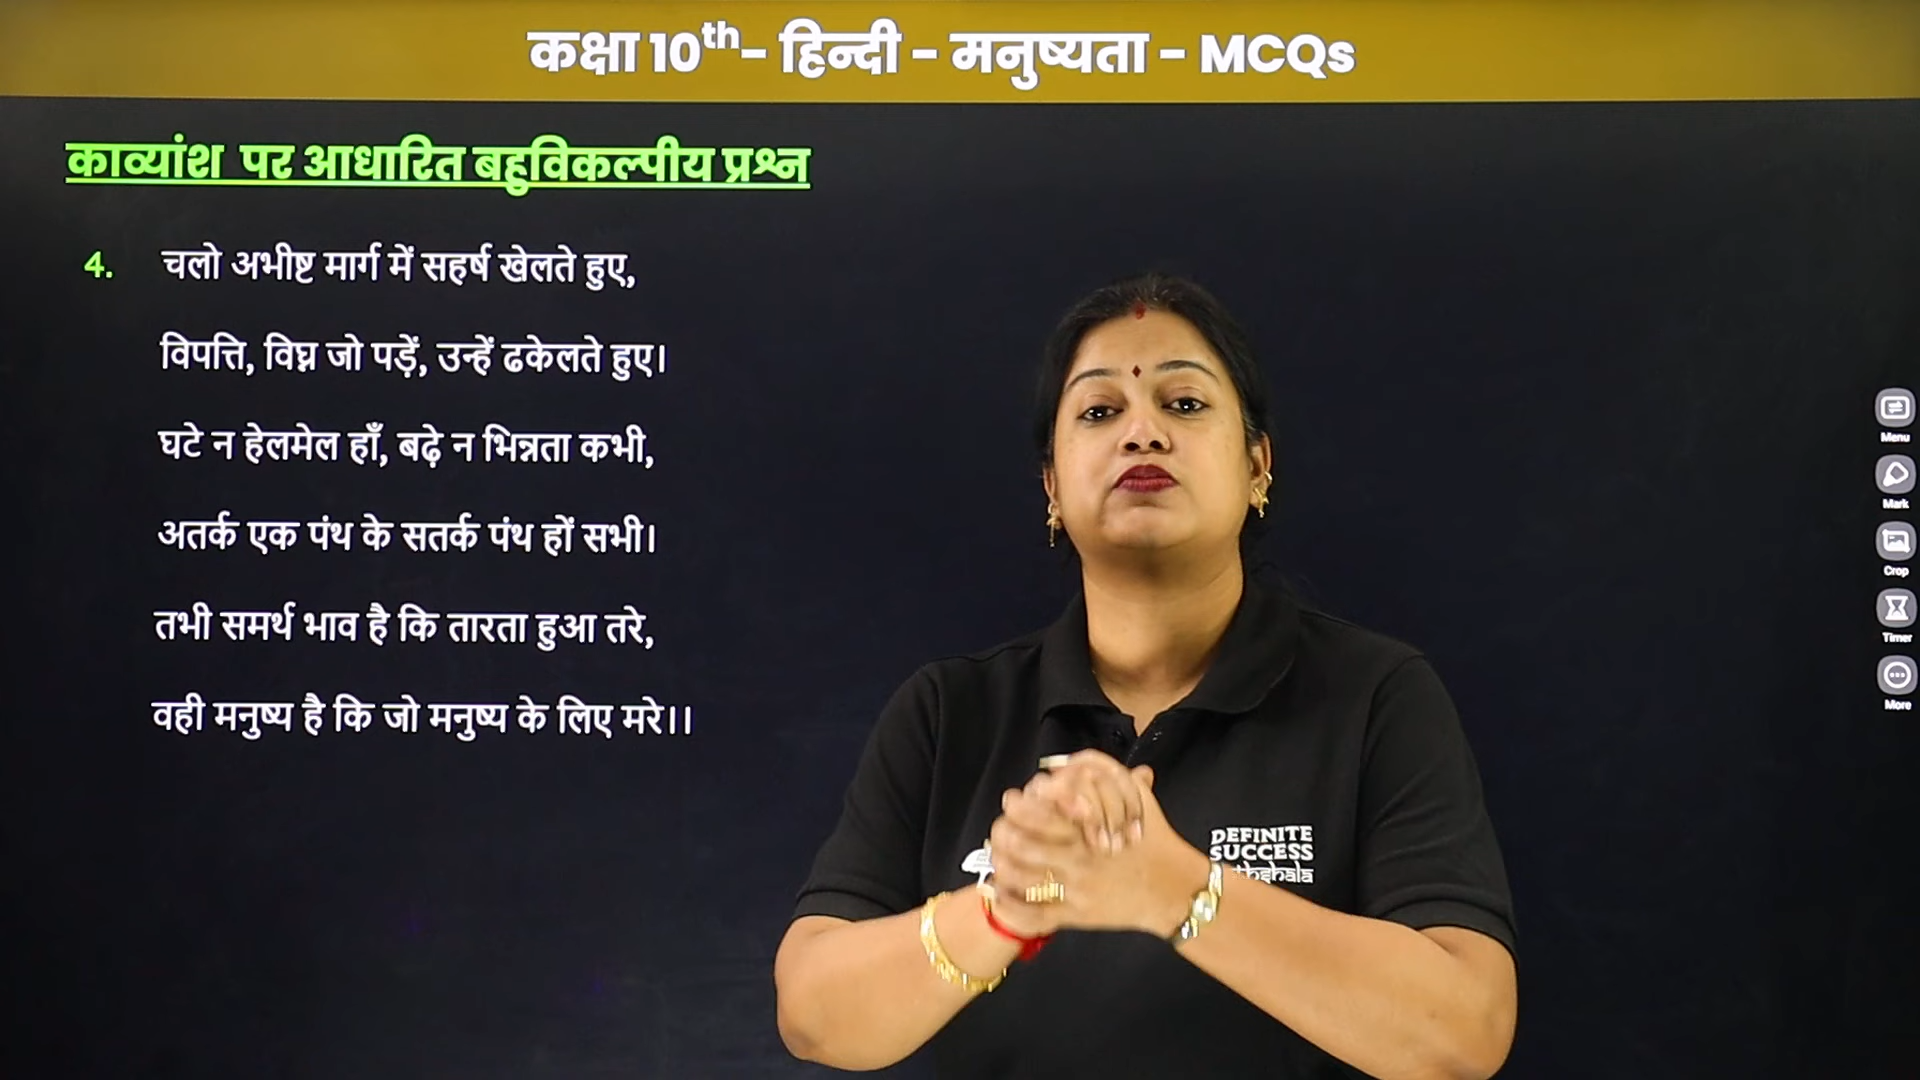 कक्षा 10th- हिन्दी - मनुष्यता - MCQs
काव्यांश पर आधारित बहुविकल्पीय प्रश्न
4. चलो अभीष्ट मार्ग में सहर्ष खेलते हुए,
विपत्ति, विघ्न जो पड़ें, उन्हें ढकेलते हुए।
घटे न हेलमेल हाँ, बढ़े न भिन्नता कभी,
अतर्क एक पंथ के सतर्क पंथ हों सभी।
तभी समर्थ भाव है कि तारता हुआ तरे,
वही मनुष्य है कि जो मनुष्य के लिए मरे।।
Menu
Mark
Crop
Timer
More
DEFINITE
SUCCESS